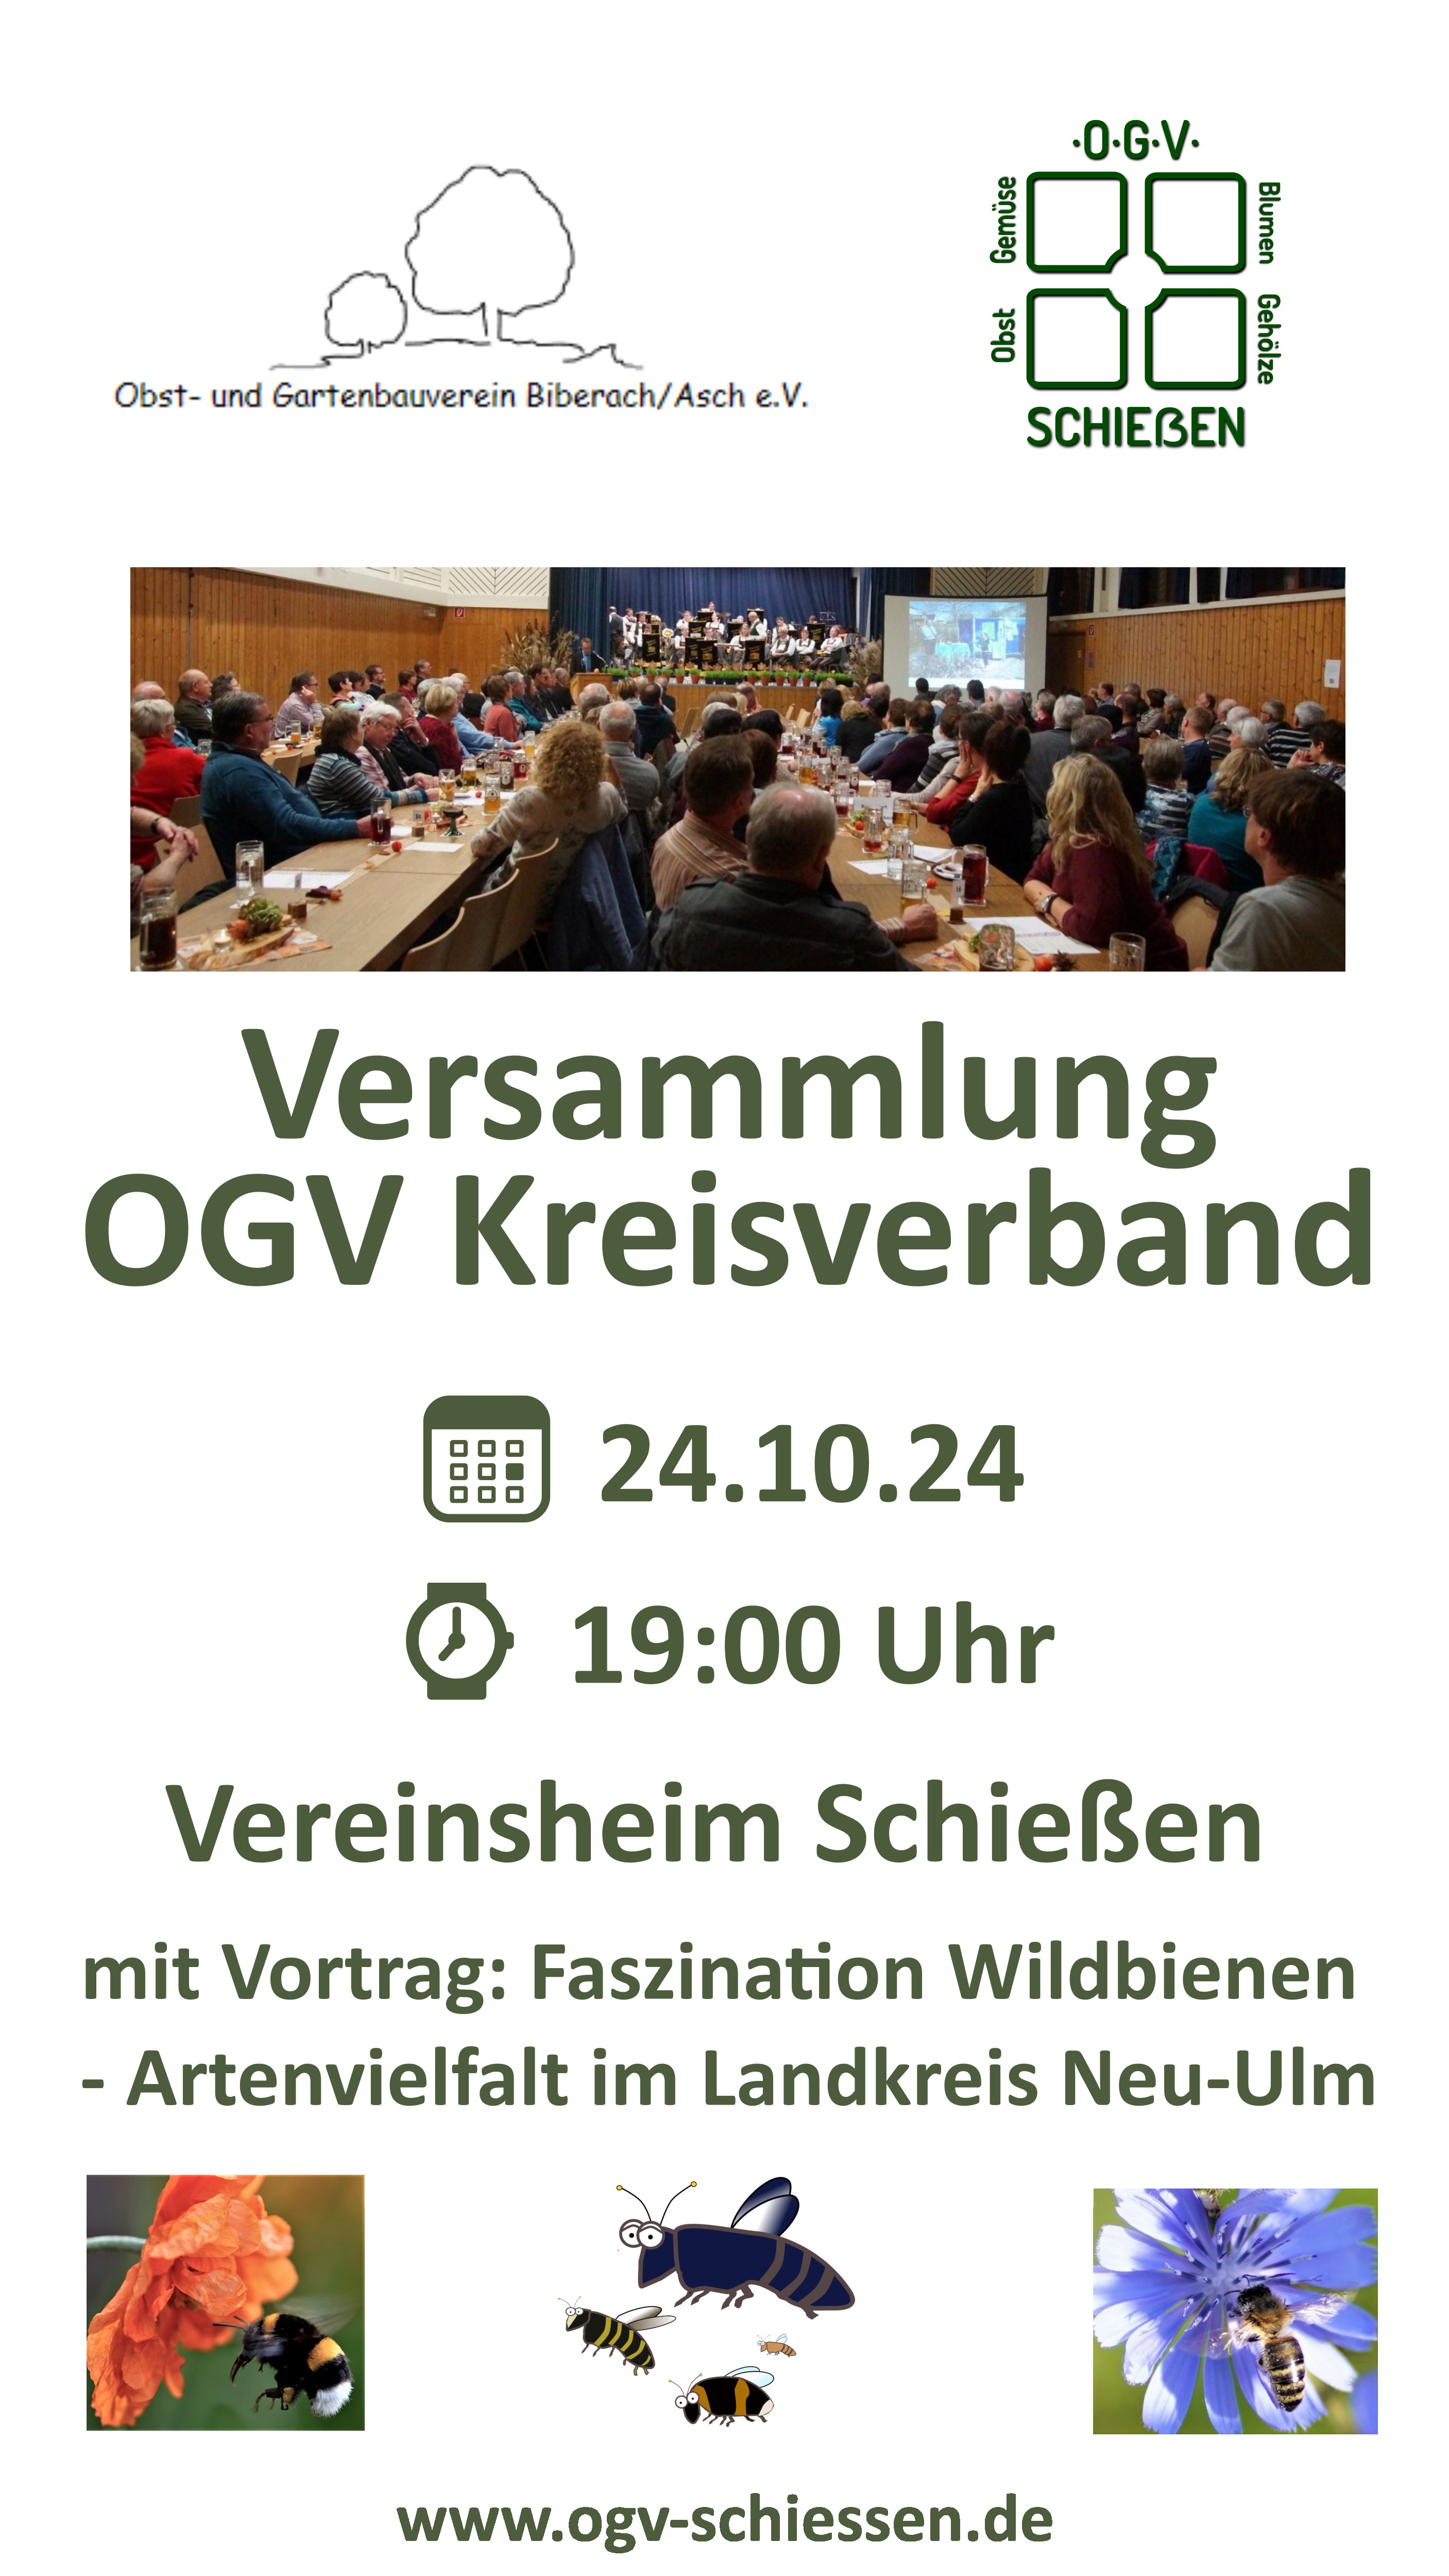 Obst- und Gartenbauverein Biberach/Asch e.V.
·O·G·V·
Gemüse
Blumen
Obst
Gehölze
SCHIEßEN
Versammlung
OGV Kreisverband
24.10.24
19:00 Uhr
Vereinsheim Schießen
mit Vortrag: Faszination Wildbienen
- Artenvielfalt im Landkreis Neu-Ulm
www.ogv-schiessen.de